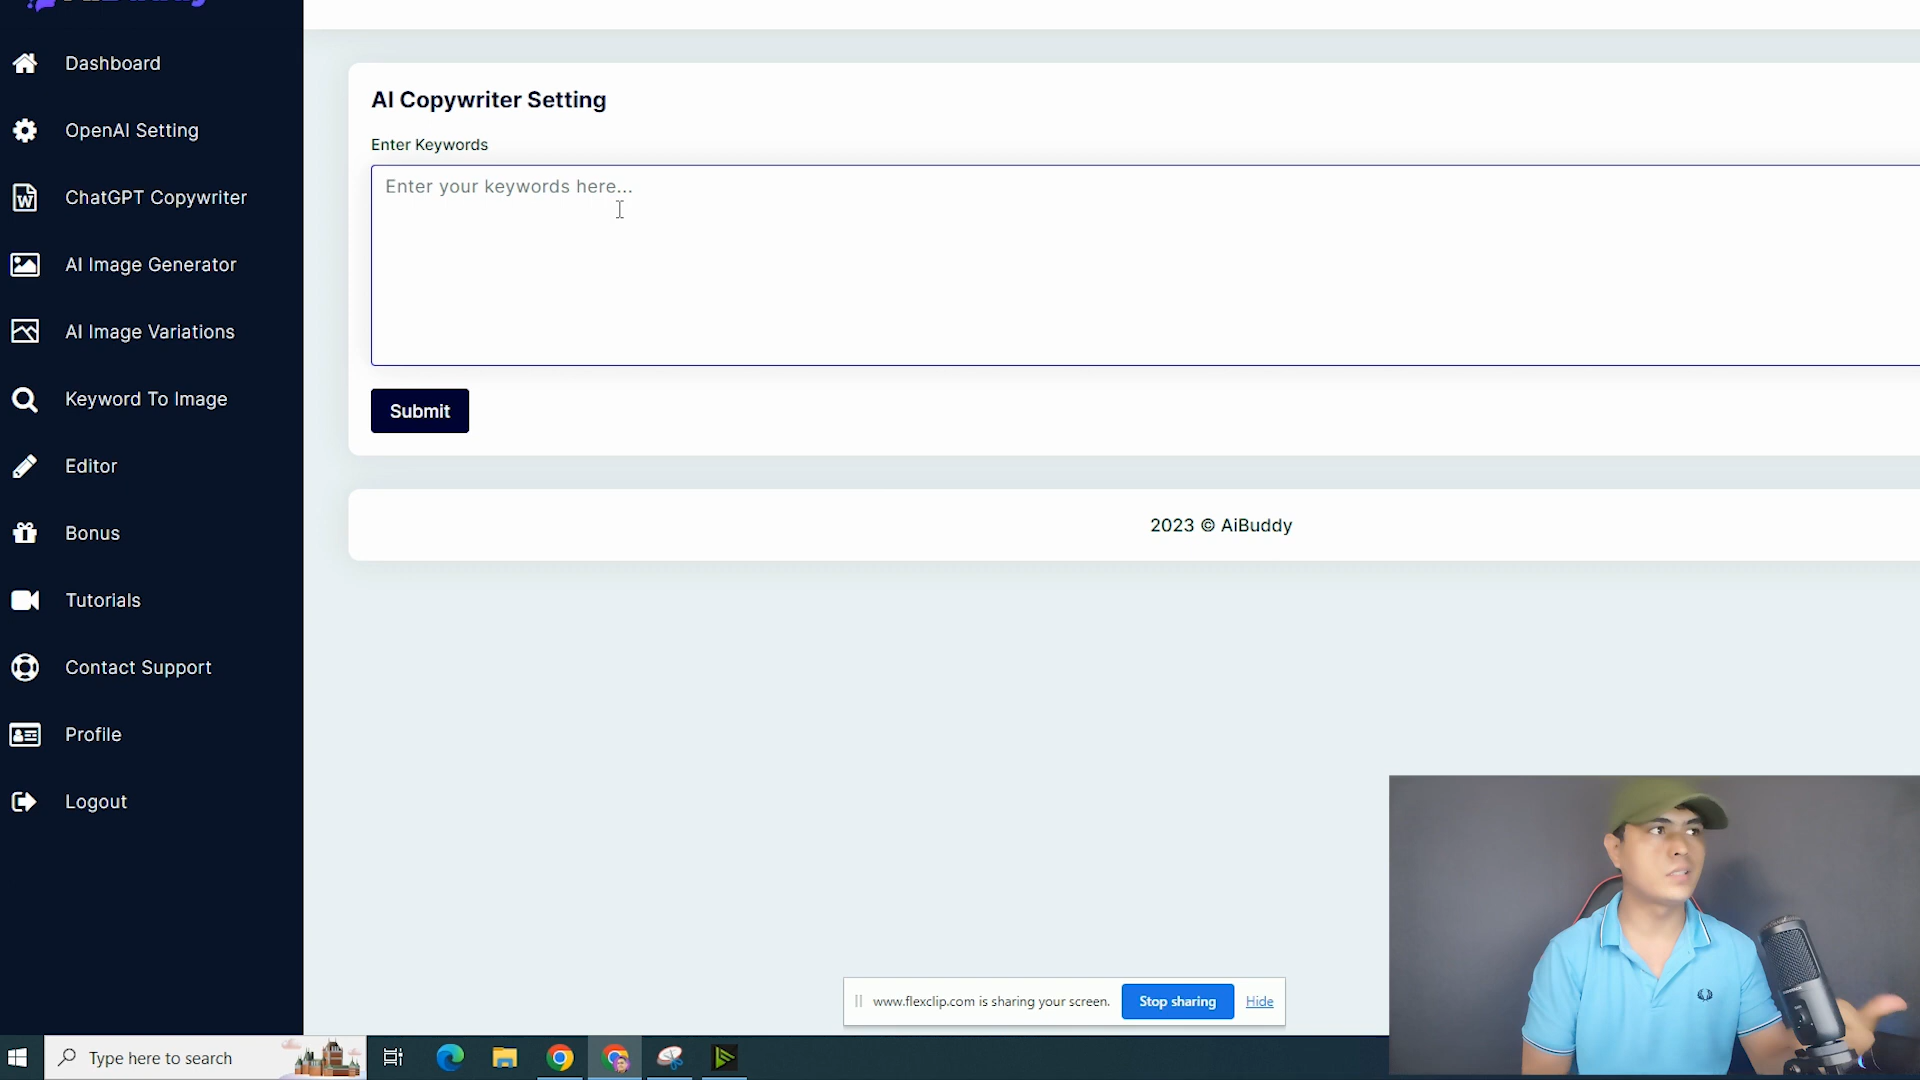 Dashboard
OpenAI Setting
ChatGPT Copywriter
AI Image Generator
AI Image Variations
Keyword To Image
Editor
Bonus
Tutorials
Contact Support
Profile
Logout
AI Copywriter Setting
Enter Keywords
Enter your keywords here...
Submit
2023 © AiBuddy
www.flexclip.com is sharing your screen.
Stop sharing
Hide
Type here to search